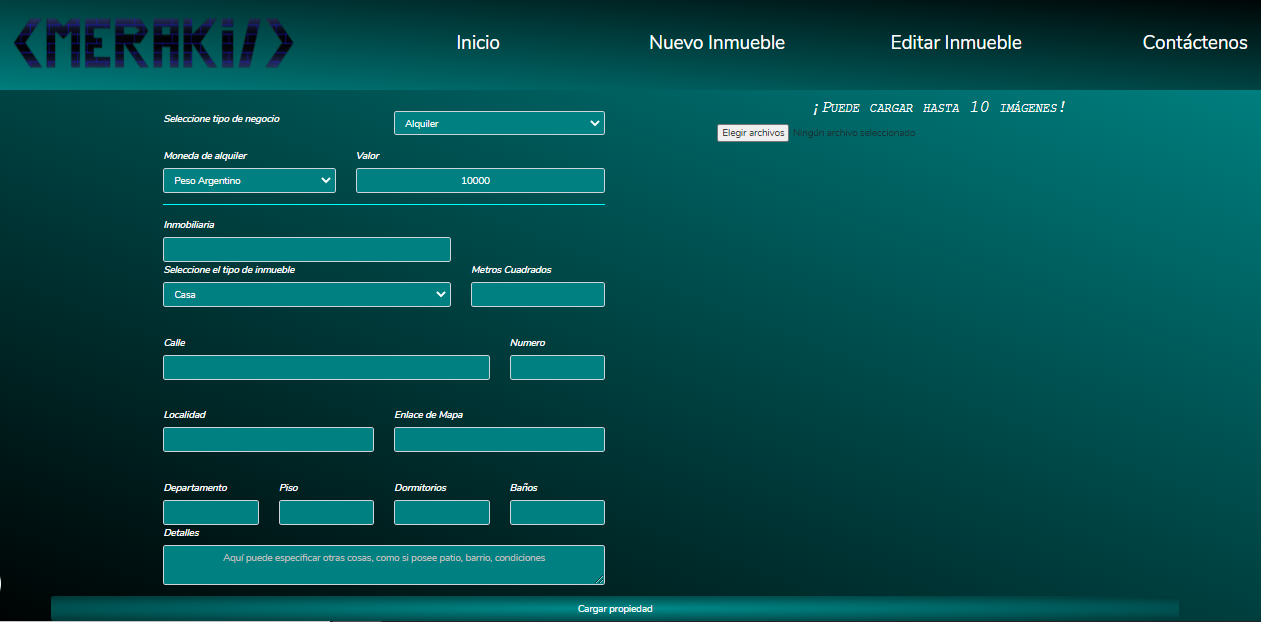 <MERAKi/>
Inicio
Nuevo Inmueble
Editar Inmueble
Contáctenos
Seleccione tipo de negocio
Alquiler
Moneda de alquiler
Valor
Peso Argentino
10000
Inmobiliaria
Seleccione el tipo de inmueble
Metros Cuadrados
Casa
Calle
Numero
Localidad
Enlace de Mapa
Departamento
Piso
Dormitorios
Baños
Detalles
Aquí puede especificar otras cosas, como si posee patio, barrio, condiciones
¡Puede cargar hasta 10 imágenes!
Elegir archivos Ningún archivo seleccionado
Cargar propiedad